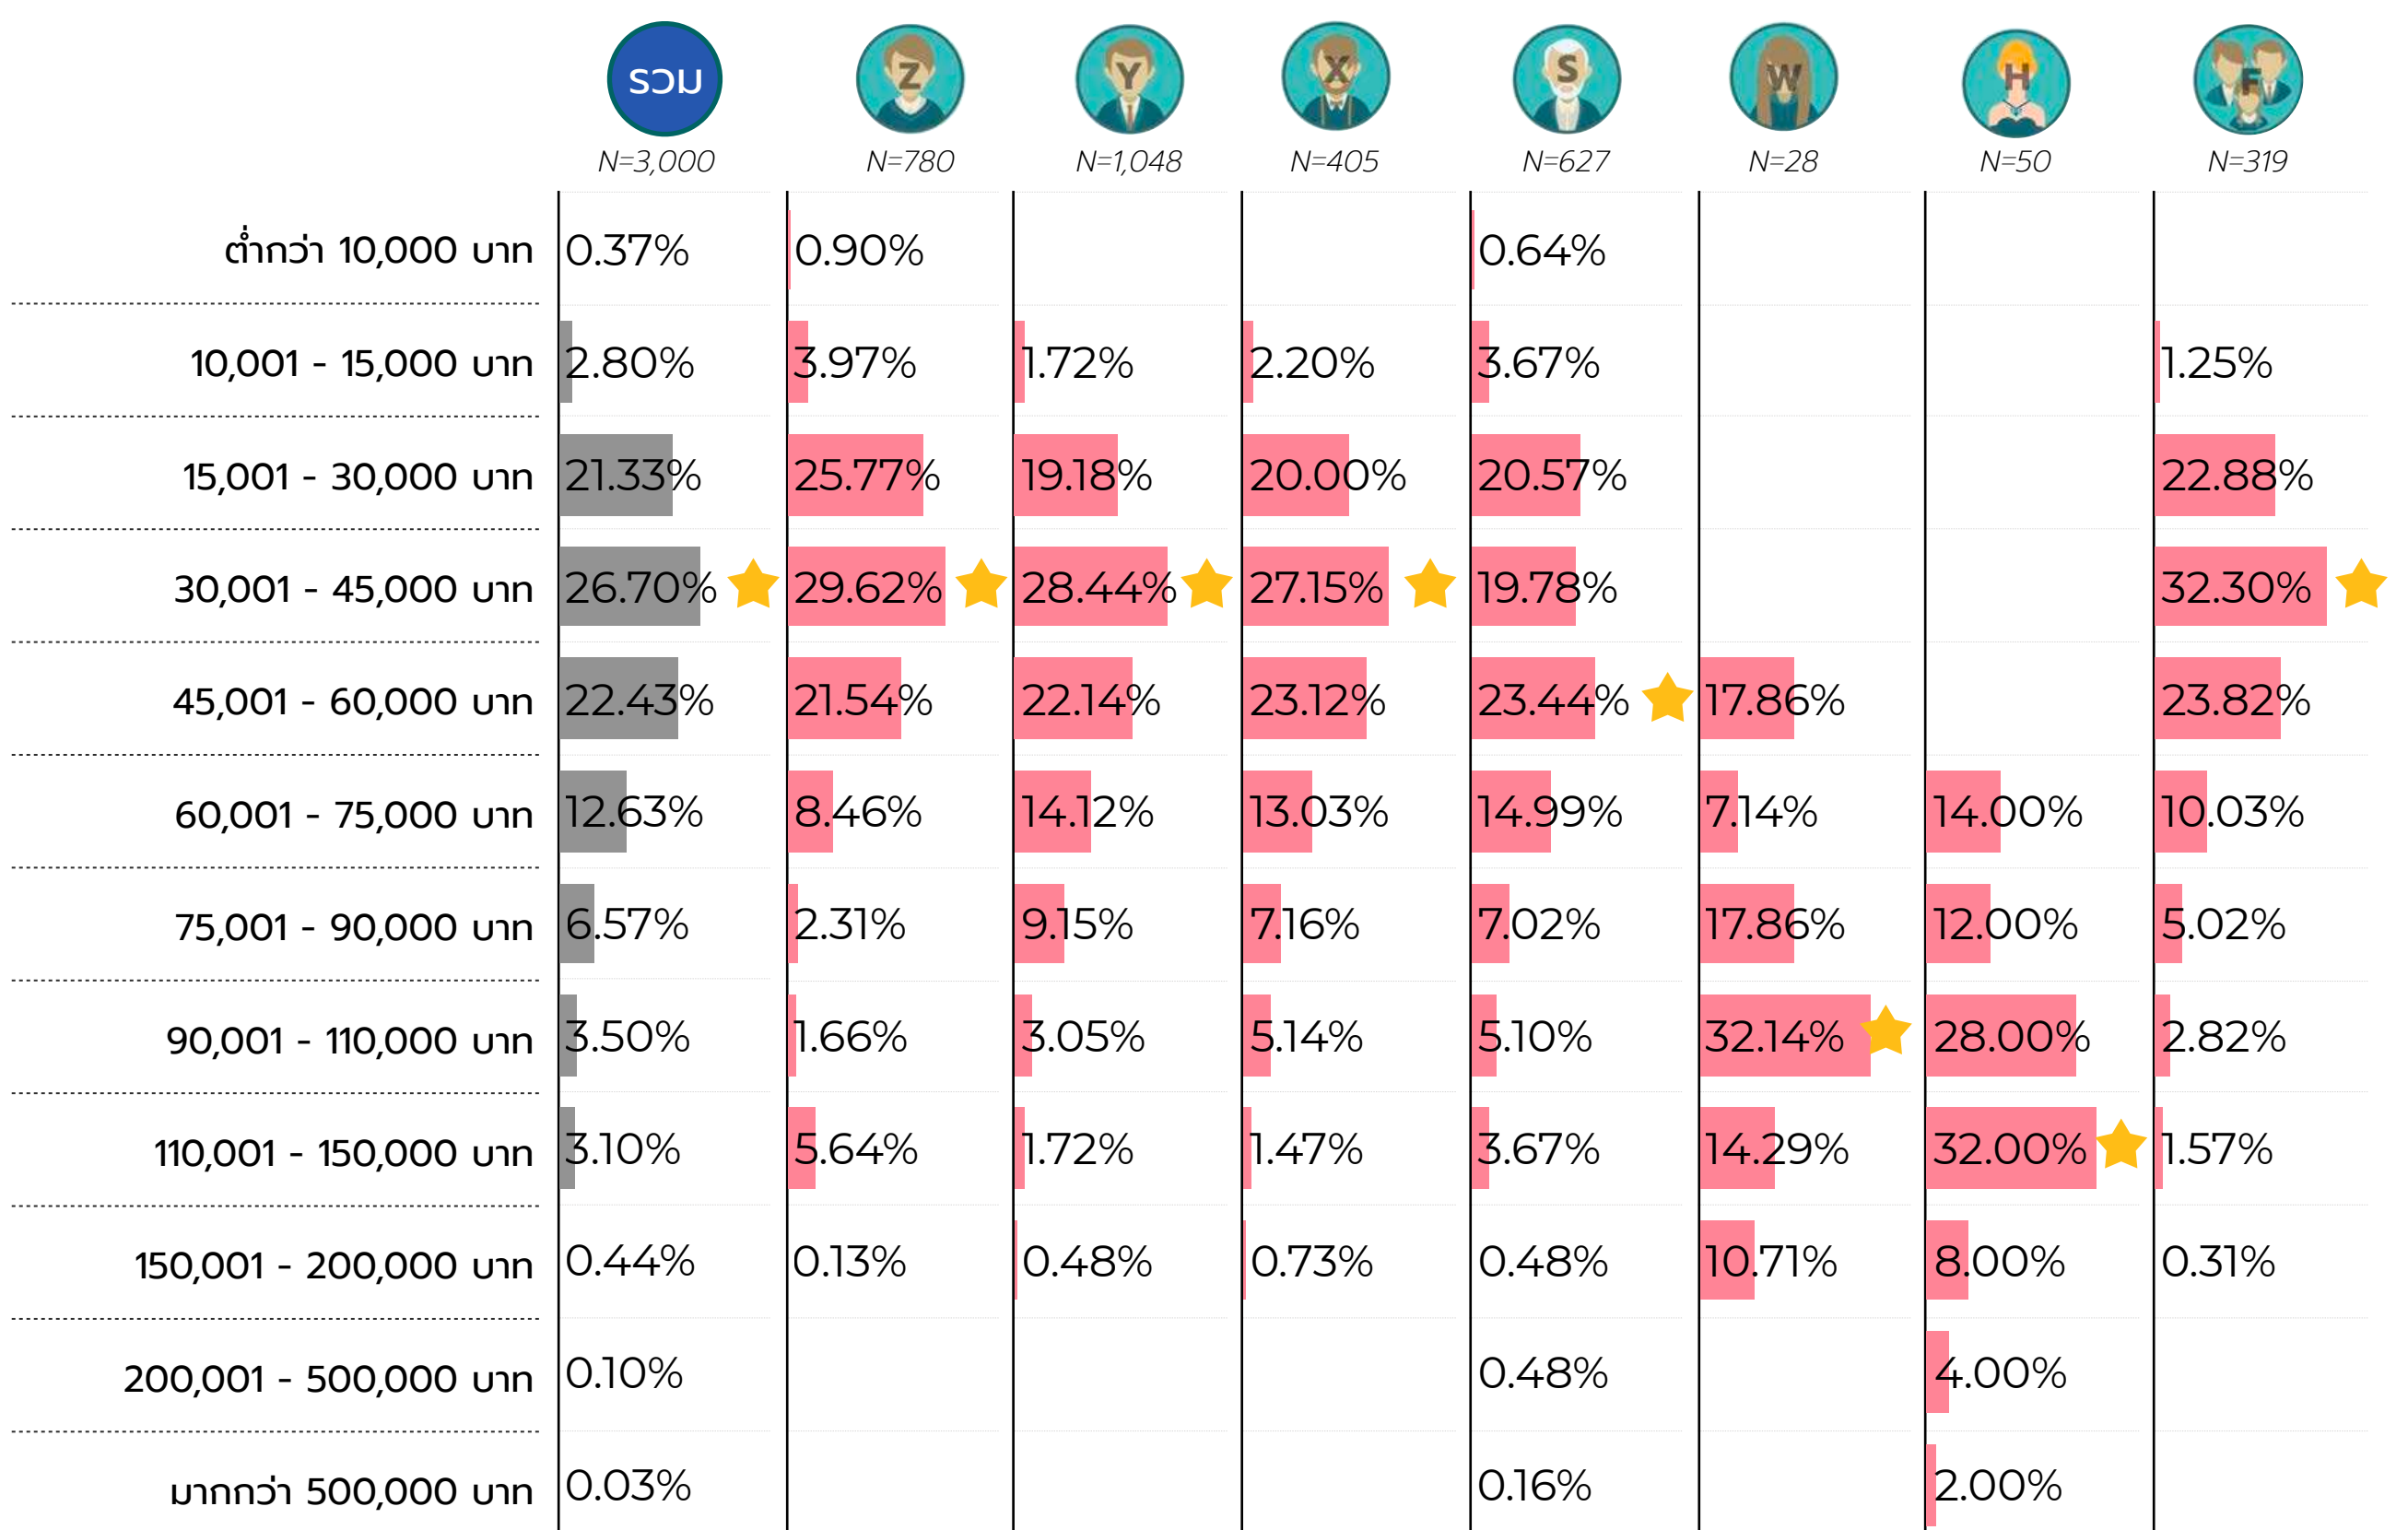 รวม Z Y X S W H F
N=3,000 N=780 N=1,048 N=405 N=627 N=28 N=50 N=319
ต่ำกว่า 10,000 บาท 0.37% 0.90% 0.64%
10,001 - 15,000 บาท 2.80% 3.97% 1.72% 2.20% 3.67% 1.25%
15,001 - 30,000 บาท 21.33% 25.77% 19.18% 20.00% 20.57% 22.88%
30,001 - 45,000 บาท 26.70% 29.62% 28.44% 27.15% 19.78% 32.30%
45,001 - 60,000 บาท 22.43% 21.54% 22.14% 23.12% 23.44% 17.86% 23.82%
60,001 - 75,000 บาท 12.63% 8.46% 14.12% 13.03% 14.99% 7.14% 14.00% 10.03%
75,001 - 90,000 บาท 6.57% 2.31% 9.15% 7.16% 7.02% 17.86% 12.00% 5.02%
90,001 - 110,000 บาท 3.50% 1.66% 3.05% 5.14% 5.10% 32.14% 28.00% 2.82%
110,001 - 150,000 บาท 3.10% 5.64% 1.72% 1.47% 3.67% 14.29% 32.00% 1.57%
150,001 - 200,000 บาท 0.44% 0.13% 0.48% 0.73% 0.48% 10.71% 8.00% 0.31%
200,001 - 500,000 บาท 0.10% 0.48% 4.00%
มากกว่า 500,000 บาท 0.03% 0.16% 2.00%